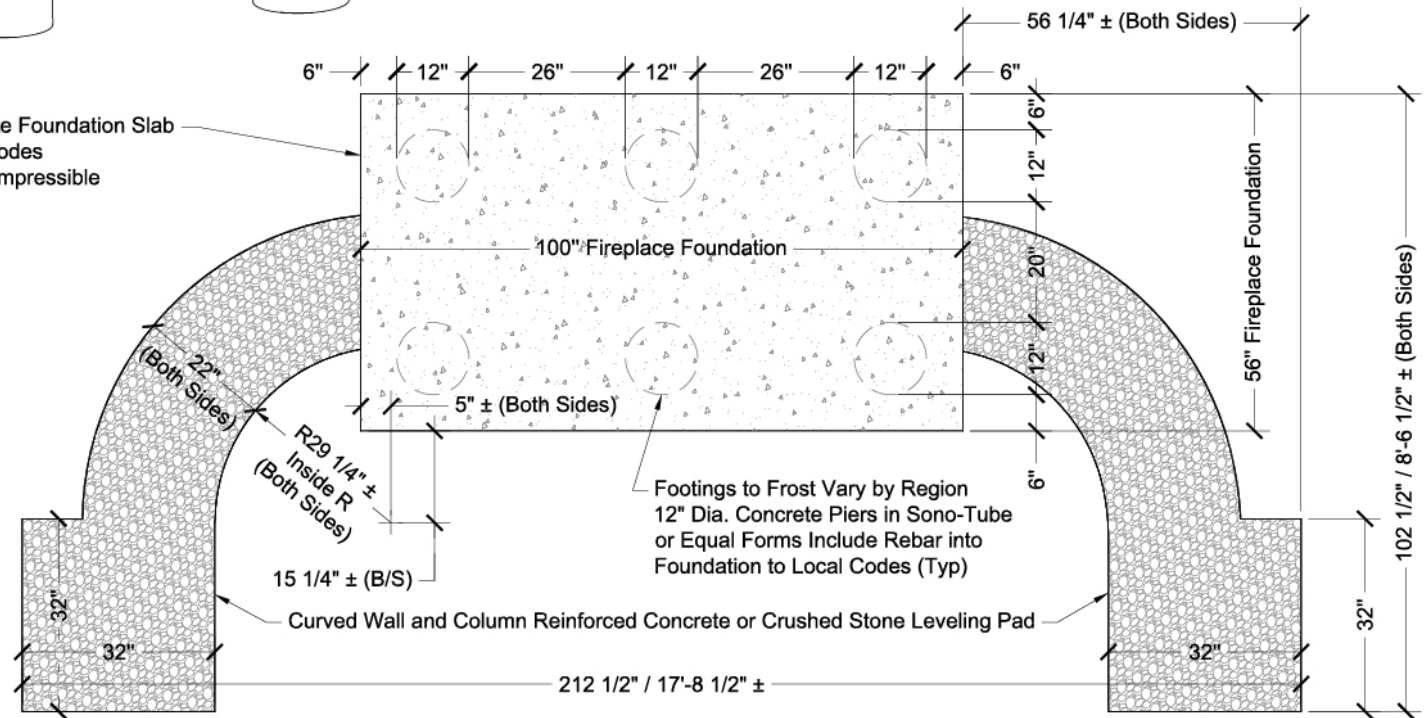 56 1/4" ± (Both Sides)
6" 12" 26" 12" 26" 12" 6"
Foundation Slab
6"
12"
20"
12"
6"
56" Fireplace Foundation
102 1/2" / 8'-6 1/2" ± (Both Sides)
100" Fireplace Foundation
22"
(Both Sides)
5" ± (Both Sides)
R29 1/4" ±
Inside R
(Both Sides)
15 1/4" ± (B/S)
Footings to Frost Vary by Region
12" Dia. Concrete Piers in Sono-Tube
or Equal Forms Include Rebar into
Foundation to Local Codes (Typ)
Curved Wall and Column Reinforced Concrete or Crushed Stone Leveling Pad
32"
32"
32"
32"
212 1/2" / 17'-8 1/2" ±